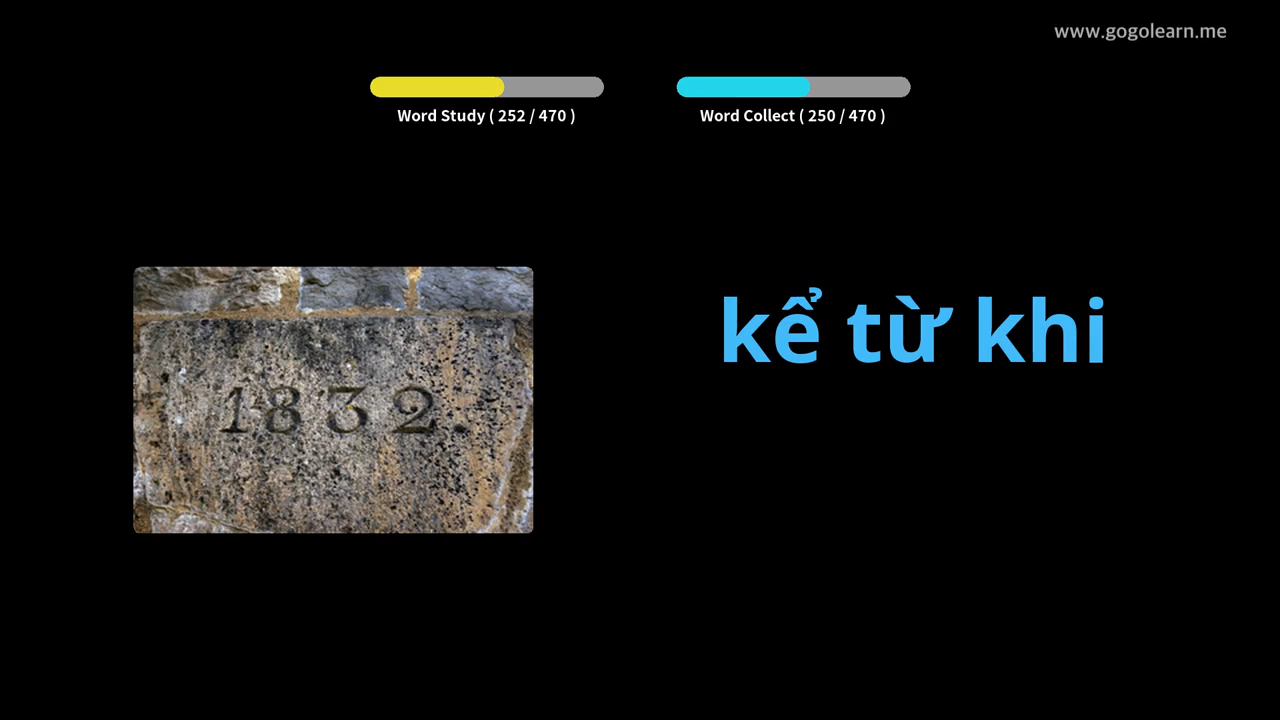 www.gogolearn.me
Word Study ( 252 / 470 )
Word Collect ( 250 / 470 )
kể từ khi
1832.